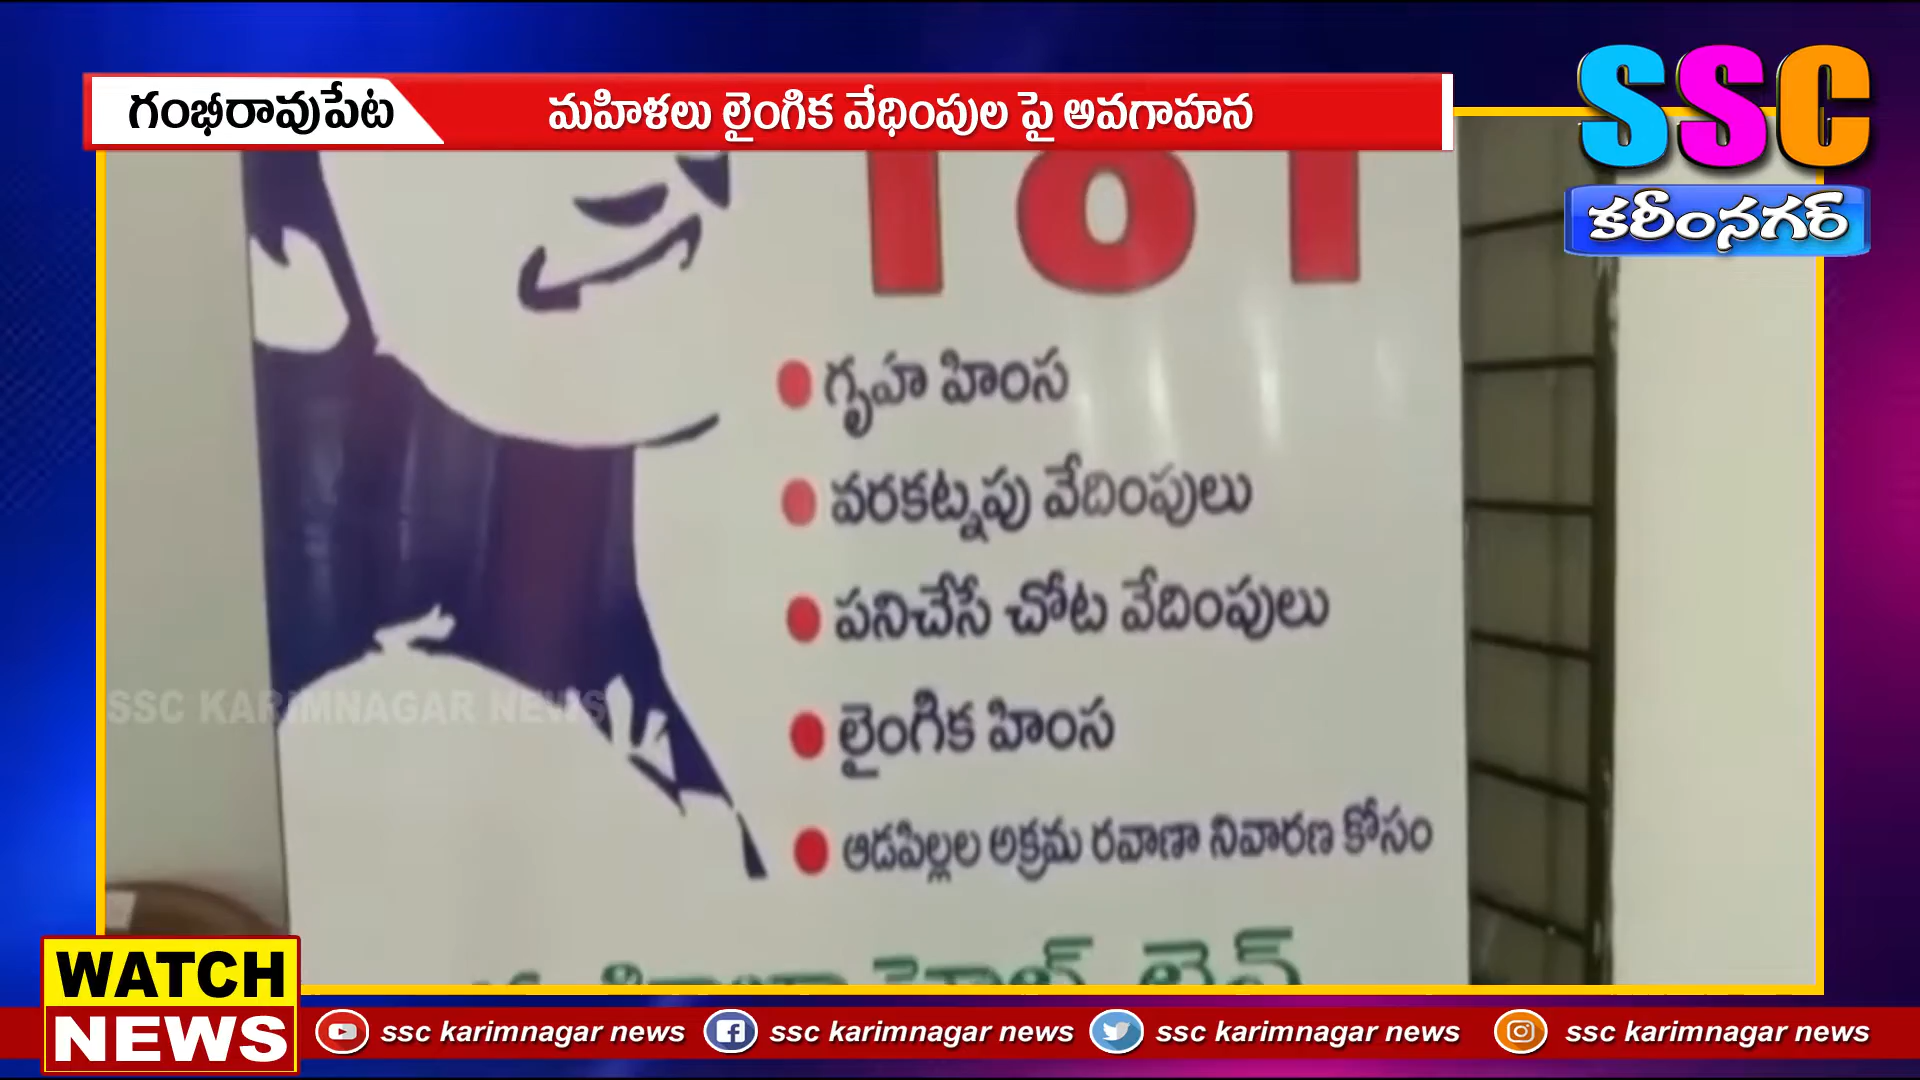 గంభీరావుపేట
మహిళలు లైంగిక వేధింపుల పై అవగాహన
SSC
కరీంనగర్
181
గృహ హింస
వరకట్నపు వేదింపులు
పనిచేసే చోట వేదింపులు
లైంగిక హింస
ఆడపిల్లల అక్రమ రవాణా నివారణ కోసం
SSC KARIMNAGAR NEWS
WATCH
NEWS
ssc karimnagar news
ssc karimnagar news
ssc karimnagar news
ssc karimnagar news